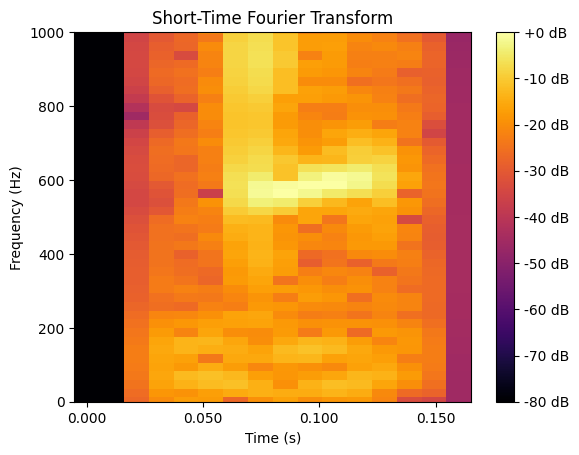 Short-Time Fourier Transform
1000
800
600
400
200
0
Frequency (Hz)
0.000
0.050
0.100
0.150
Time (s)
+0 dB
-10 dB
-20 dB
-30 dB
-40 dB
-50 dB
-60 dB
-70 dB
-80 dB